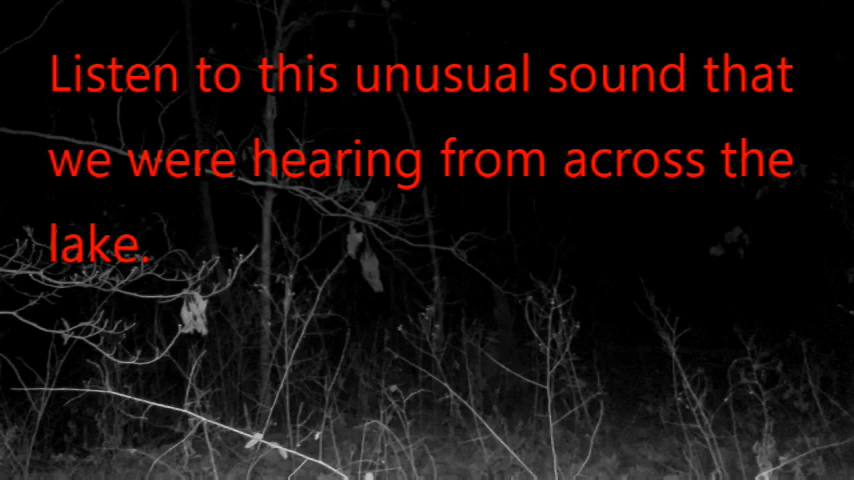 Listen to this unusual sound that
we were hearing from across the
lake.